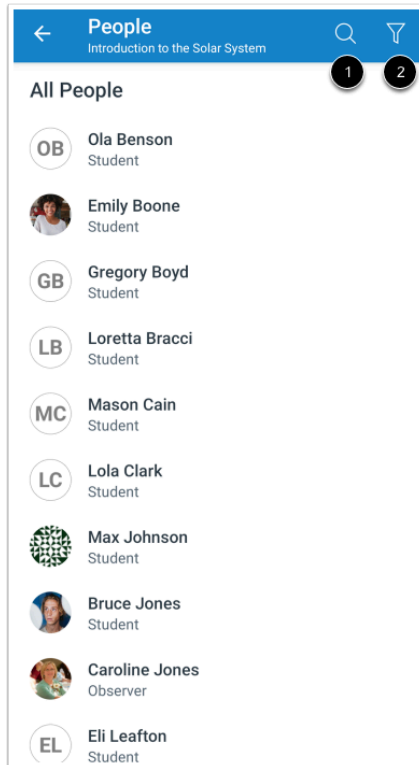 People
Introduction to the Solar System
1
2
All People
OB
Ola Benson
Student
Emily Boone
Student
GB
Gregory Boyd
Student
LB
Loretta Bracci
Student
MC
Mason Cain
Student
LC
Lola Clark
Student
Max Johnson
Student
Bruce Jones
Student
Caroline Jones
Observer
EL
Eli Leafton
Student